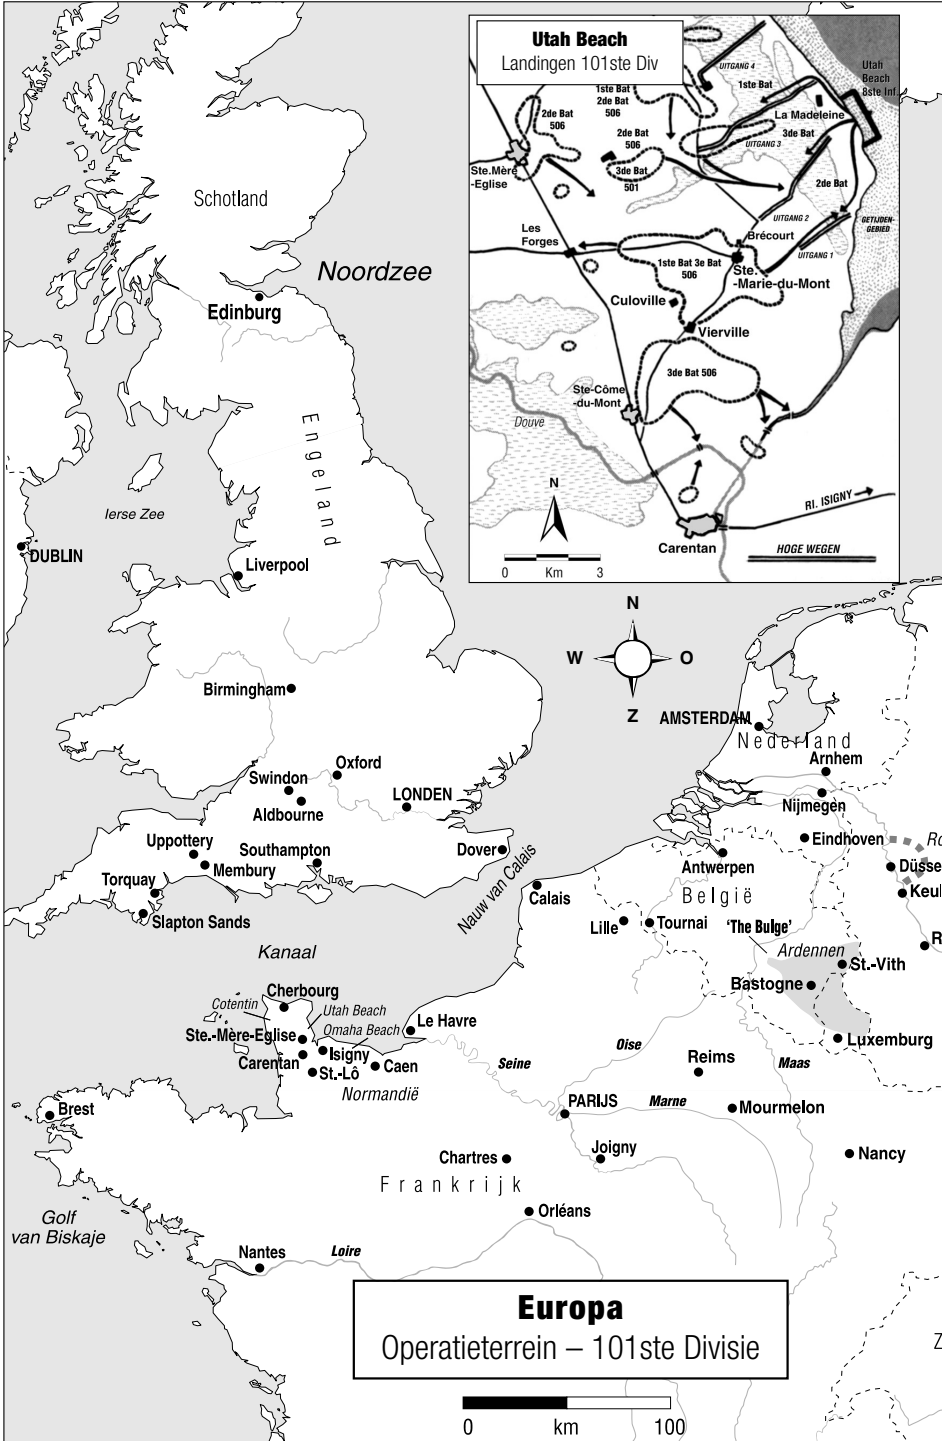 Utah Beach
Landingen 101ste Div
UITGANG 4
Utah
Beach
8ste Inf.
1ste Bat
1ste Bat
2de Bat
506
2de Bat
506
La Madeleine
3de Bat
2de Bat
506
UITGANG 3
Ste.Mère
-Eglise
3de Bat
501
2de Bat
UITGANG 2
GETIJDEN-
GEBIED
Les
Forges
Brécourt
UITGANG 1
1ste Bat 3e Bat
506
Ste.
-Marie-du-Mont
Culoville
Vierville
3de Bat 506
Ste-Côme
-du-Mont
Douve
N
RI. ISIGNY
Carentan
HOGE WEGEN
0 Km 3
Schotland
Noordzee
Edinburg
Engeland
Ierse Zee
DUBLIN
Liverpool
N
W O
Z
Birmingham
AMSTERDAM
Nederland
Arnhem
Oxford
Swindon
LONDEN
Aldbourne
Nijmegen
Eindhoven
Ro
Uppottery
Southampton
Dover
Membury
Antwerpen
Düsse
Torquay
Nauw van Calais
Calais
België
Keul
Slapton Sands
Lille
Tournai
'The Bulge'
R
Kanaal
Ardennen
St.-Vith
Bastogne
Cherbourg
Cotentin
Utah Beach
Omaha Beach
Le Havre
Ste.-Mère-Eglise
Isigny
Oise
Luxemburg
Carentan
Caen
Seine
Reims
Maas
St.-Lô
Normandië
Brest
PARIJS
Marne
Mourmelon
Chartres
Joigny
Nancy
Frankrijk
Golf
van Biskaje
Orléans
Nantes
Loire
Europa
Operatieterrein – 101ste Divisie
Z
0 km 100